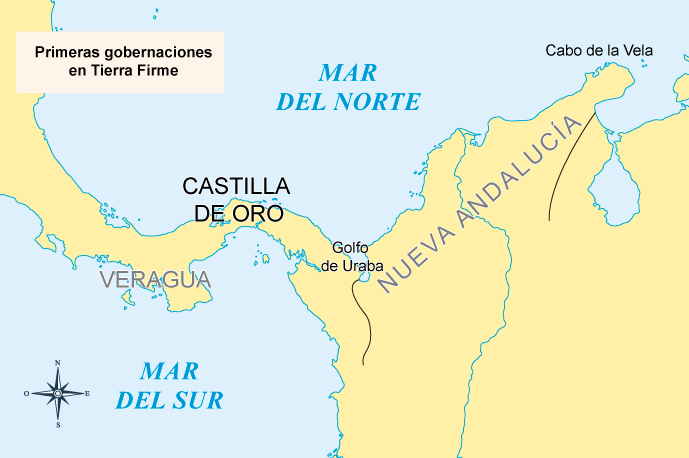 Primeras gobernaciones
en Tierra Firme
Cabo de la Vela
MAR
DEL NORTE
NUEVA ANDALUCÍA
CASTILLA
DE ORO
Golfo
de Uraba
VERAGUA
MAR
DEL SUR
N
O
E
S